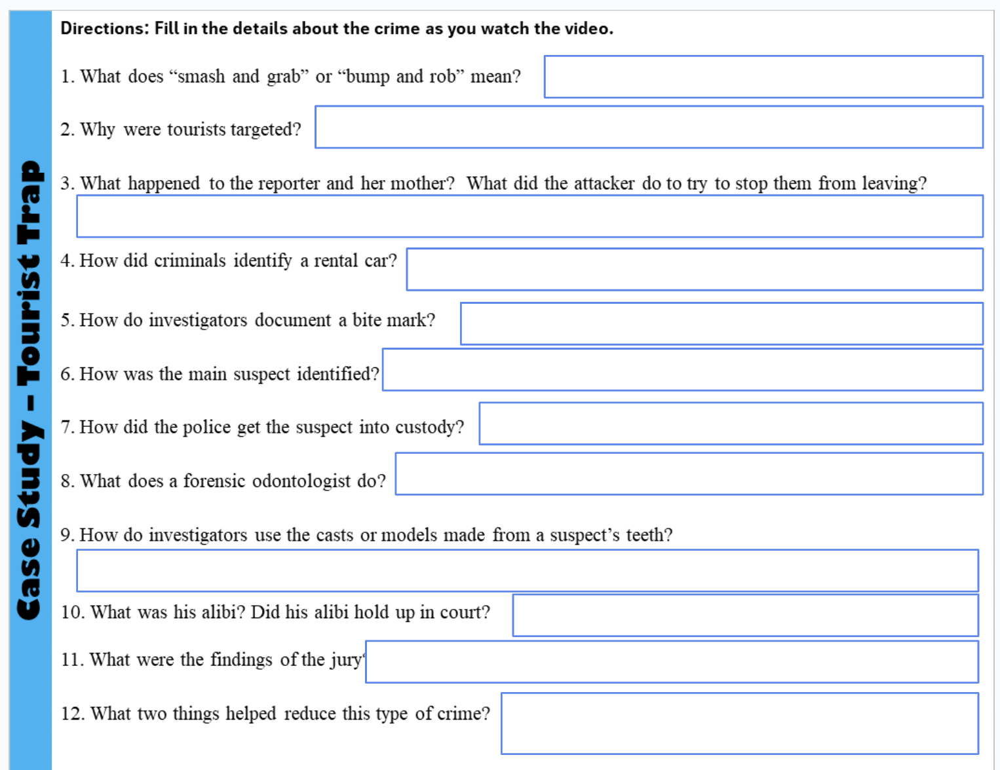 Case Study – Tourist Trap
Directions: Fill in the details about the crime as you watch the video.
1. What does “smash and grab” or “bump and rob” mean?
2. Why were tourists targeted?
3. What happened to the reporter and her mother? What did the attacker do to try to stop them from leaving?
4. How did criminals identify a rental car?
5. How do investigators document a bite mark?
6. How was the main suspect identified?
7. How did the police get the suspect into custody?
8. What does a forensic odontologist do?
9. How do investigators use the casts or models made from a suspect’s teeth?
10. What was his alibi? Did his alibi hold up in court?
11. What were the findings of the jury?
12. What two things helped reduce this type of crime?